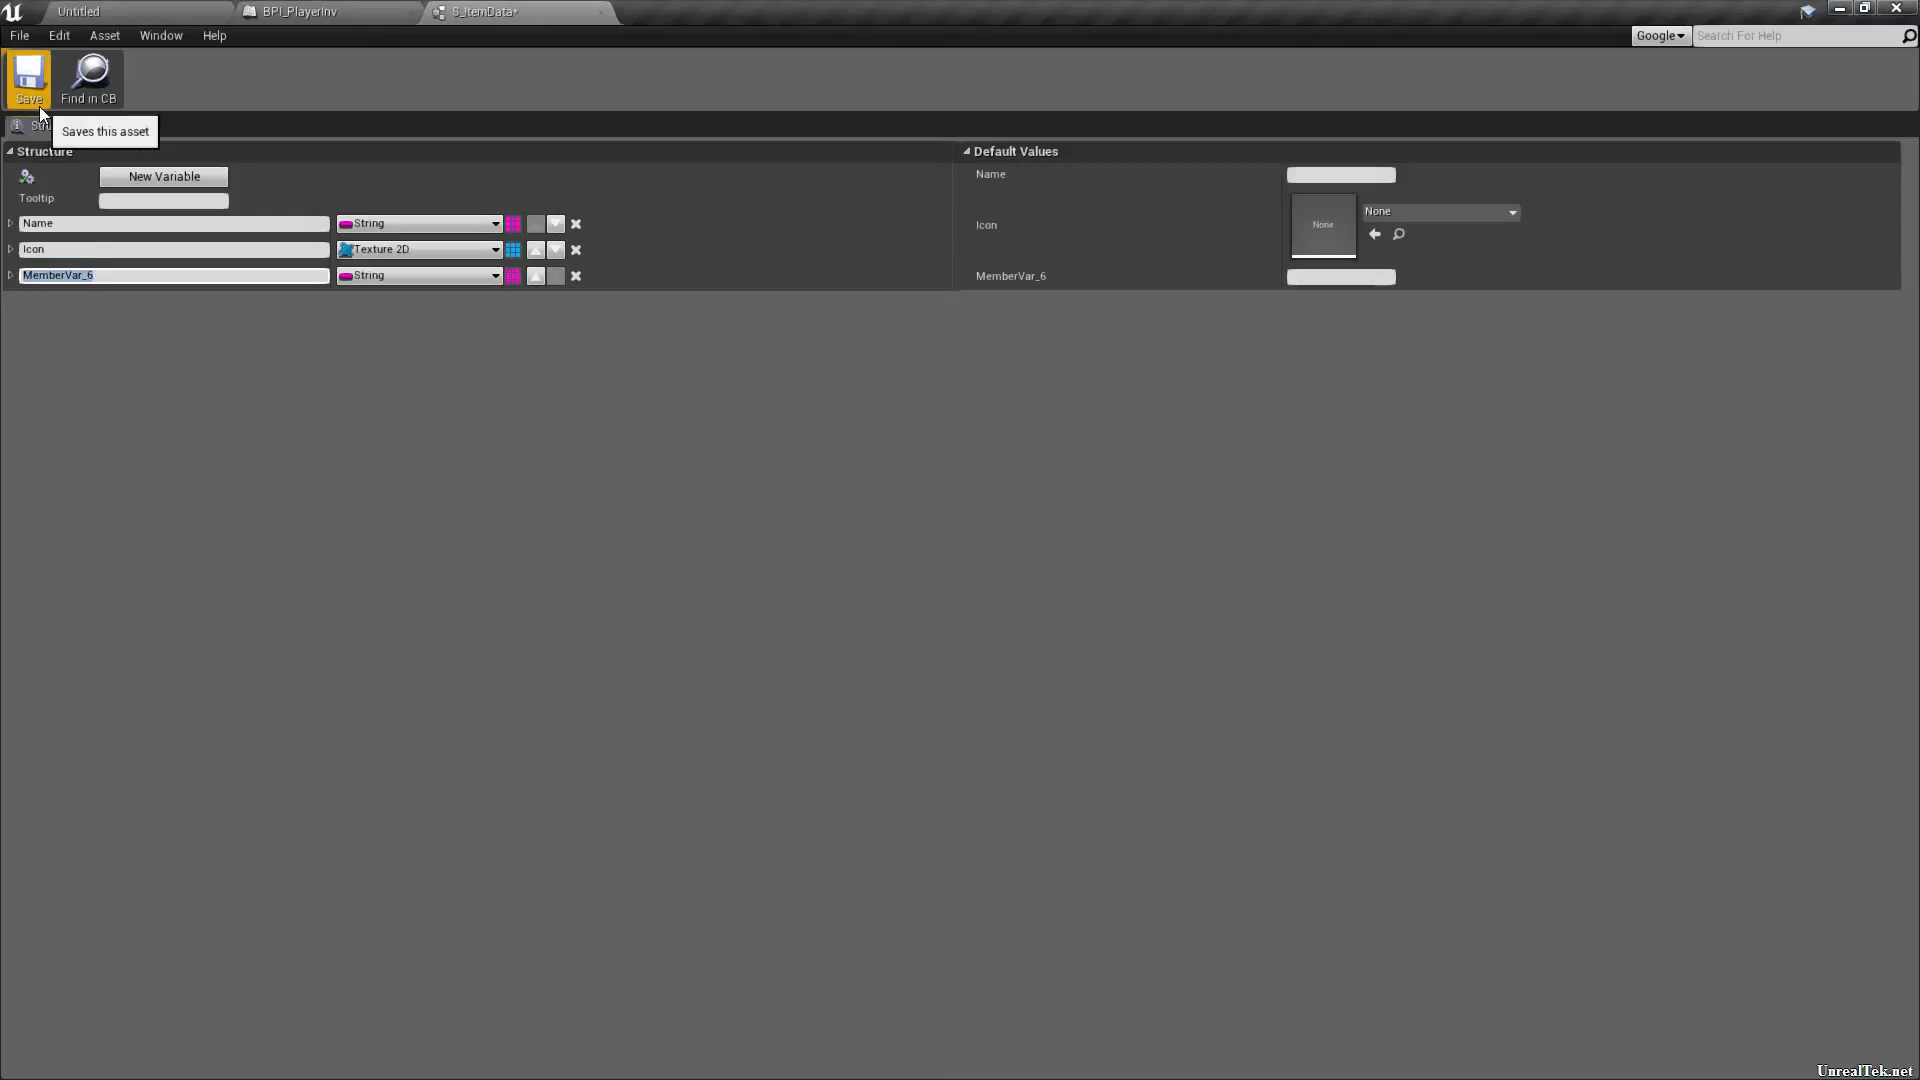 Untitled
BPI_PlayerInv
S_ItemData*
File Edit Asset Window Help
Google
Search For Help
Save
Find in CB
Saves this asset
Structure
New Variable
Tooltip
Name
String
Icon
Texture 2D
MemberVar_6
String
Default Values
Name
Icon
None
None
MemberVar_6
UnrealTek.net